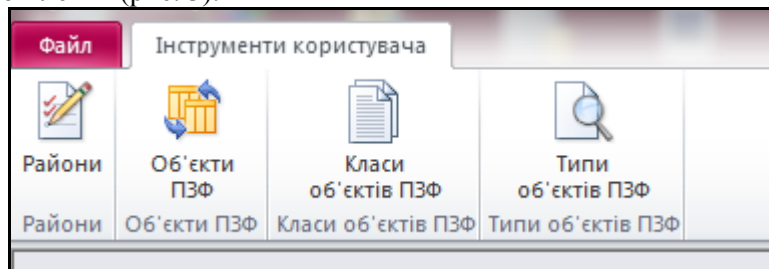 Файл Інструменти користувача
Райони Об'єкти Класи Типи
ПЗФ об'єктів ПЗФ об'єктів ПЗФ
Райони Об'єкти ПЗФ Класи об'єктів ПЗФ Типи об'єктів ПЗФ